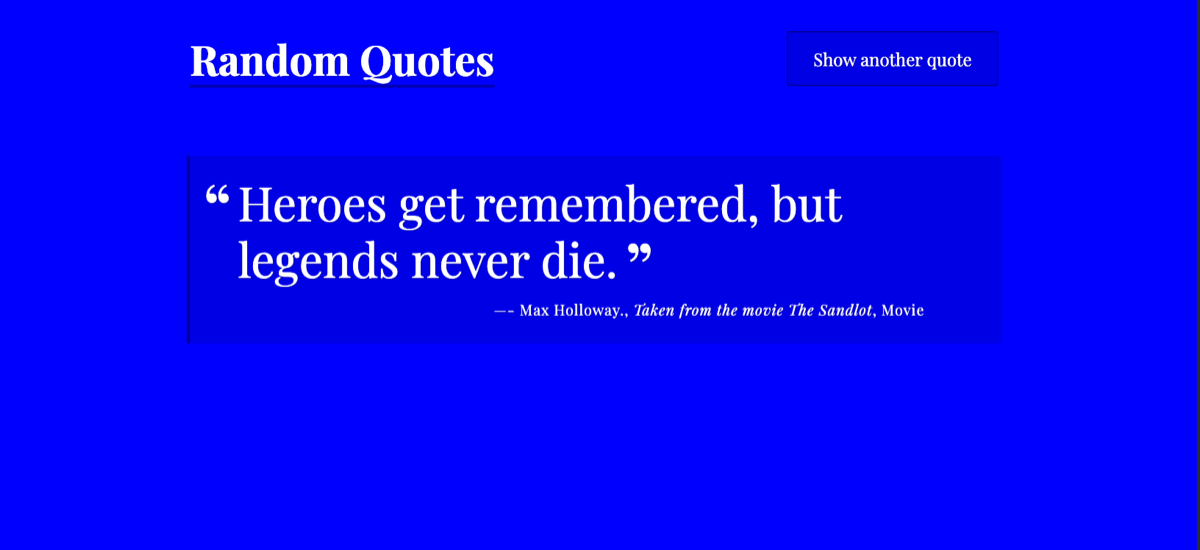 Random Quotes
Show another quote
“ Heroes get remembered, but
legends never die. ”
—- Max Holloway., Taken from the movie The Sandlot, Movie